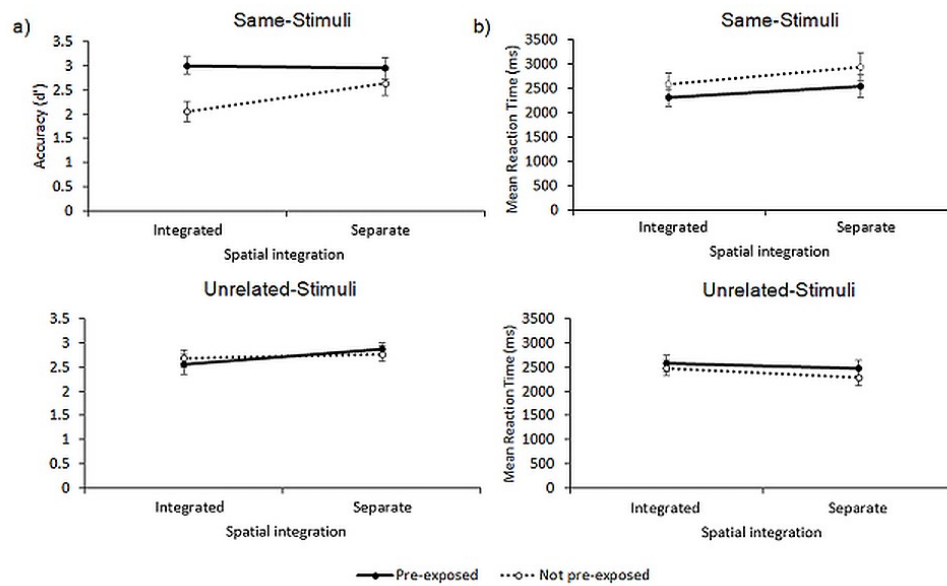 a)
Same-Stimuli
Accuracy (d')
3.5
3
2.5
2
1.5
1
0.5
0
Integrated Separate
Spatial integration
b)
Same-Stimuli
Mean Reaction Time (ms)
3500
3000
2500
2000
1500
1000
500
0
Integrated Separate
Spatial integration
Unrelated-Stimuli
3.5
3
2.5
2
1.5
1
0.5
0
Integrated Separate
Spatial integration
Unrelated-Stimuli
Mean Reaction Time (ms)
3500
3000
2500
2000
1500
1000
500
0
Integrated Separate
Spatial integration
Pre-exposed Not pre-exposed